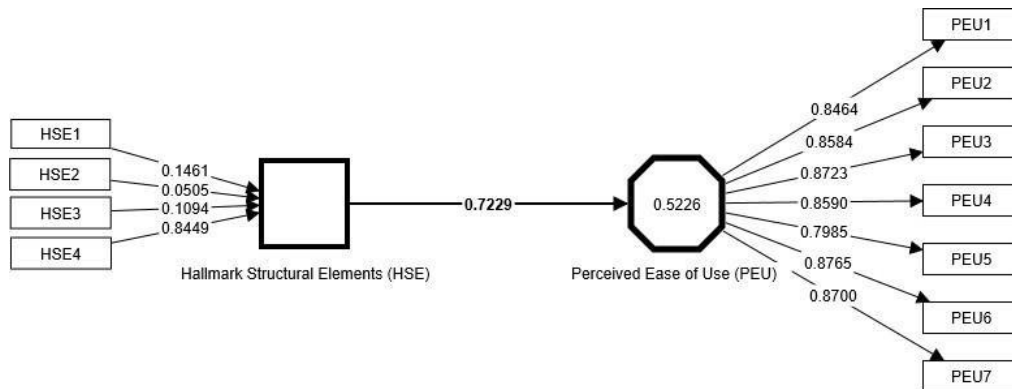 HSE1
HSE2
HSE3
HSE4
0.1461
0.0505
0.1094
0.8449
Hallmark Structural Elements (HSE)
0.7229
0.5226
Perceived Ease of Use (PEU)
0.8464
0.8584
0.8723
0.8590
0.7985
0.8765
0.8700
PEU1
PEU2
PEU3
PEU4
PEU5
PEU6
PEU7